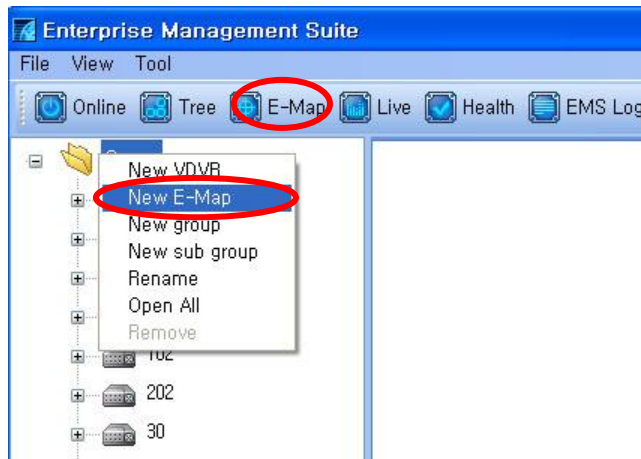 Enterprise Management Suite
File View Tool
Online Tree E-Map Live Health EMS Log
New VDVR
New E-Map
New group
New sub group
Rename
Open All
Remove
102
202
30